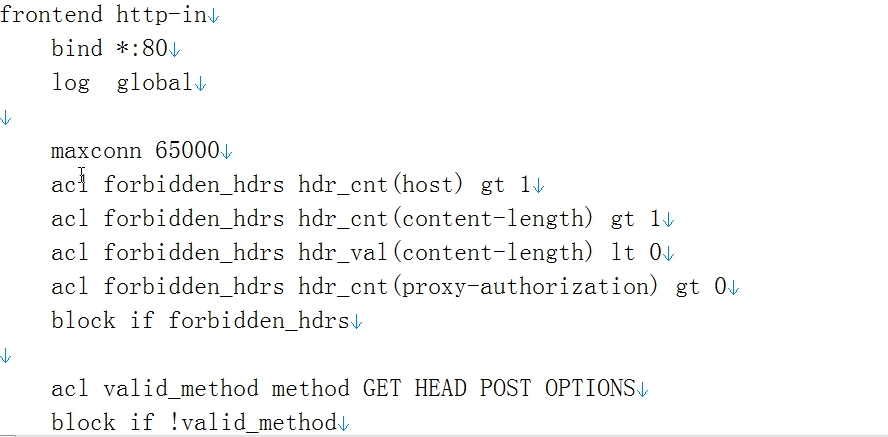 frontend http-in↓
    bind *:80↓
    log  global↓
↓
    maxconn 65000↓
    acl forbidden_hdrs hdr_cnt(host) gt 1↓
    acl forbidden_hdrs hdr_cnt(content-length) gt 1↓
    acl forbidden_hdrs hdr_val(content-length) lt 0↓
    acl forbidden_hdrs hdr_cnt(proxy-authorization) gt 0↓
    block if forbidden_hdrs↓
↓
    acl valid_method method GET HEAD POST OPTIONS↓
    block if !valid_method↓